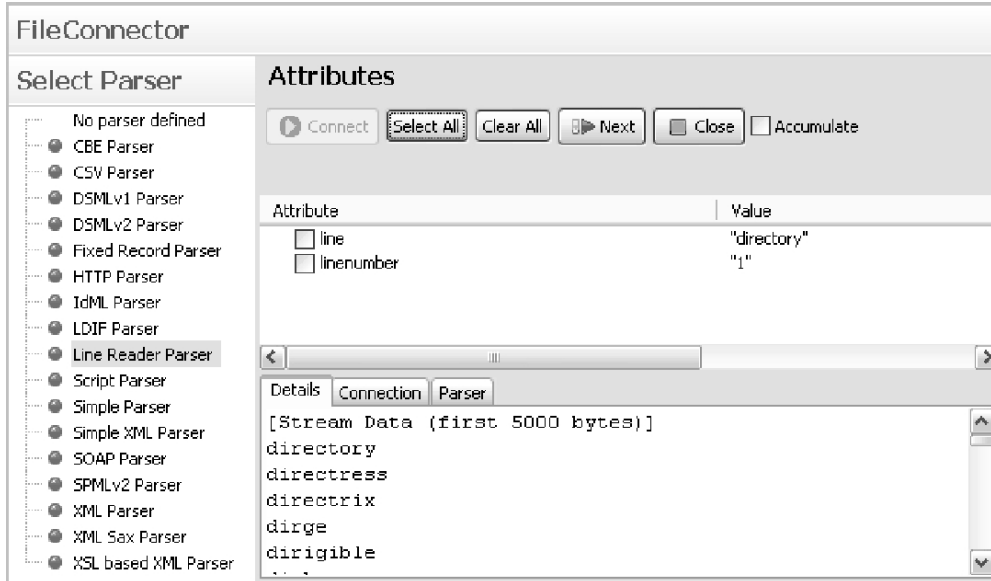 FileConnector
Select Parser
No parser defined
CBE Parser
CSV Parser
DSMLv1 Parser
DSMLv2 Parser
Fixed Record Parser
HTTP Parser
IdML Parser
LDIF Parser
Line Reader Parser
Script Parser
Simple Parser
Simple XML Parser
SOAP Parser
SPMLv2 Parser
XML Parser
XML Sax Parser
XSL based XML Parser
Attributes
Connect Select All Clear All Next Close Accumulate
Attribute Value
line "directory"
linenumber "1"
Details Connection Parser
[Stream Data (first 5000 bytes)]
directory
directress
directrix
dirge
dirigible